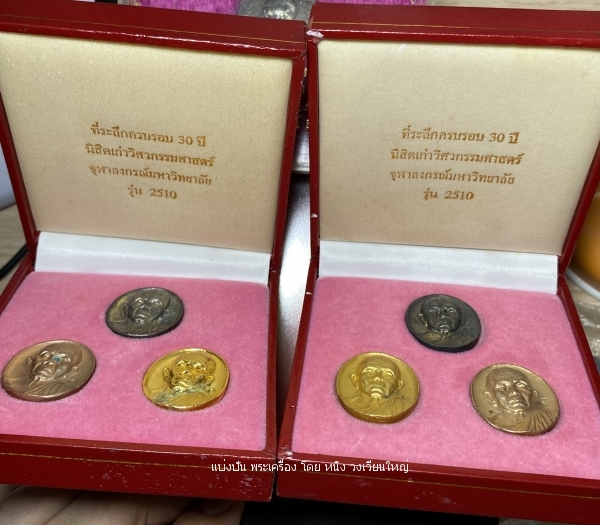 ที่ระลึกครบรอบ 30 ปี
นิสิตเก่าวิศวกรรมศาสตร์
จุฬาลงกรณ์มหาวิทยาลัย
รุ่น 2510
ที่ระลึกครบรอบ 30 ปี
นิสิตเก่าวิศวกรรมศาสตร์
จุฬาลงกรณ์มหาวิทยาลัย
รุ่น 2510
แบ่งปัน พระเครื่อง โดย หนึ่ง วงเวียนใหญ่